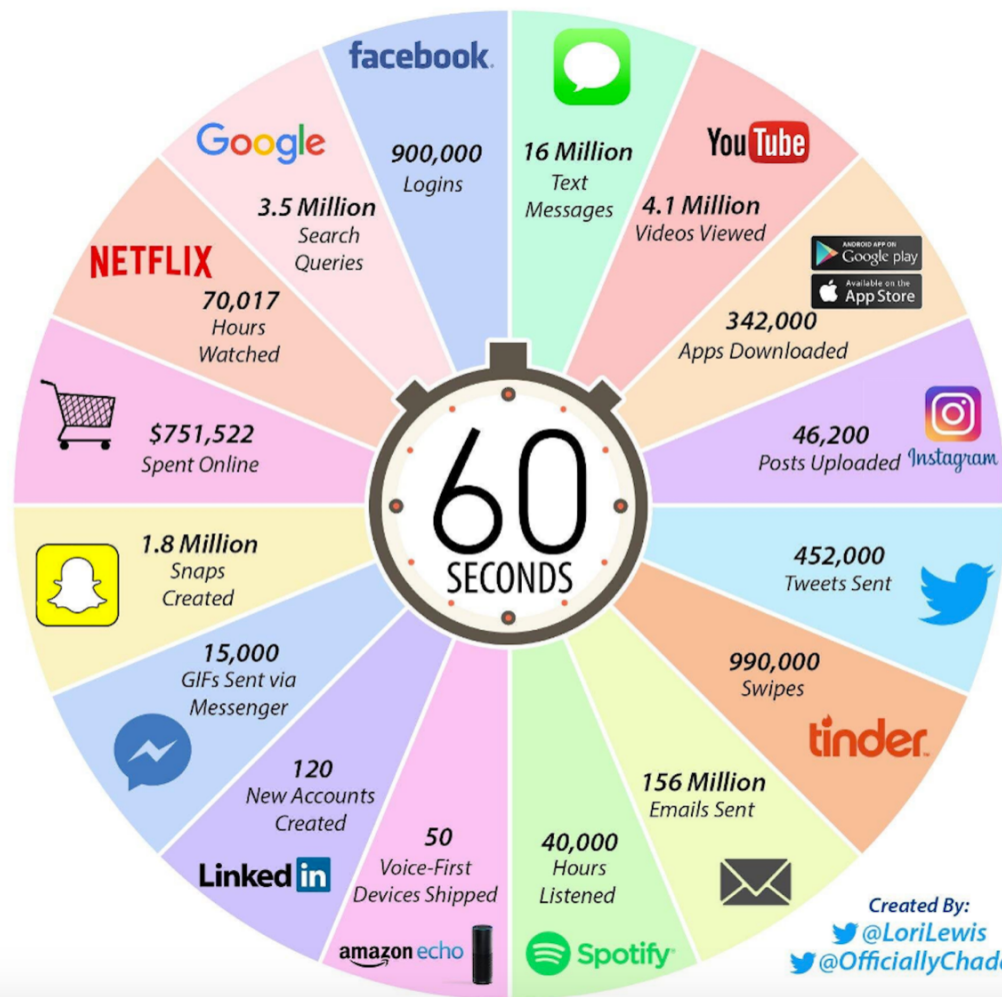 facebook.
900,000
Logins
16 Million
Text
Messages
YouTube
4.1 Million
Videos Viewed
ANDROID APP ON
Google play
Available on the
App Store
342,000
Apps Downloaded
46,200
Posts Uploaded
Instagram
452,000
Tweets Sent
990,000
Swipes
tinder
156 Million
Emails Sent
40,000
Hours
Listened
Spotify
50
Voice-First
Devices Shipped
amazon echo
120
New Accounts
Created
Linked in
15,000
GIFs Sent via
Messenger
1.8 Million
Snaps
Created
$751,522
Spent Online
NETFLIX
70,017
Hours
Watched
Google
3.5 Million
Search
Queries
60
SECONDS
Created By:
@LoriLewis
@OfficiallyChad